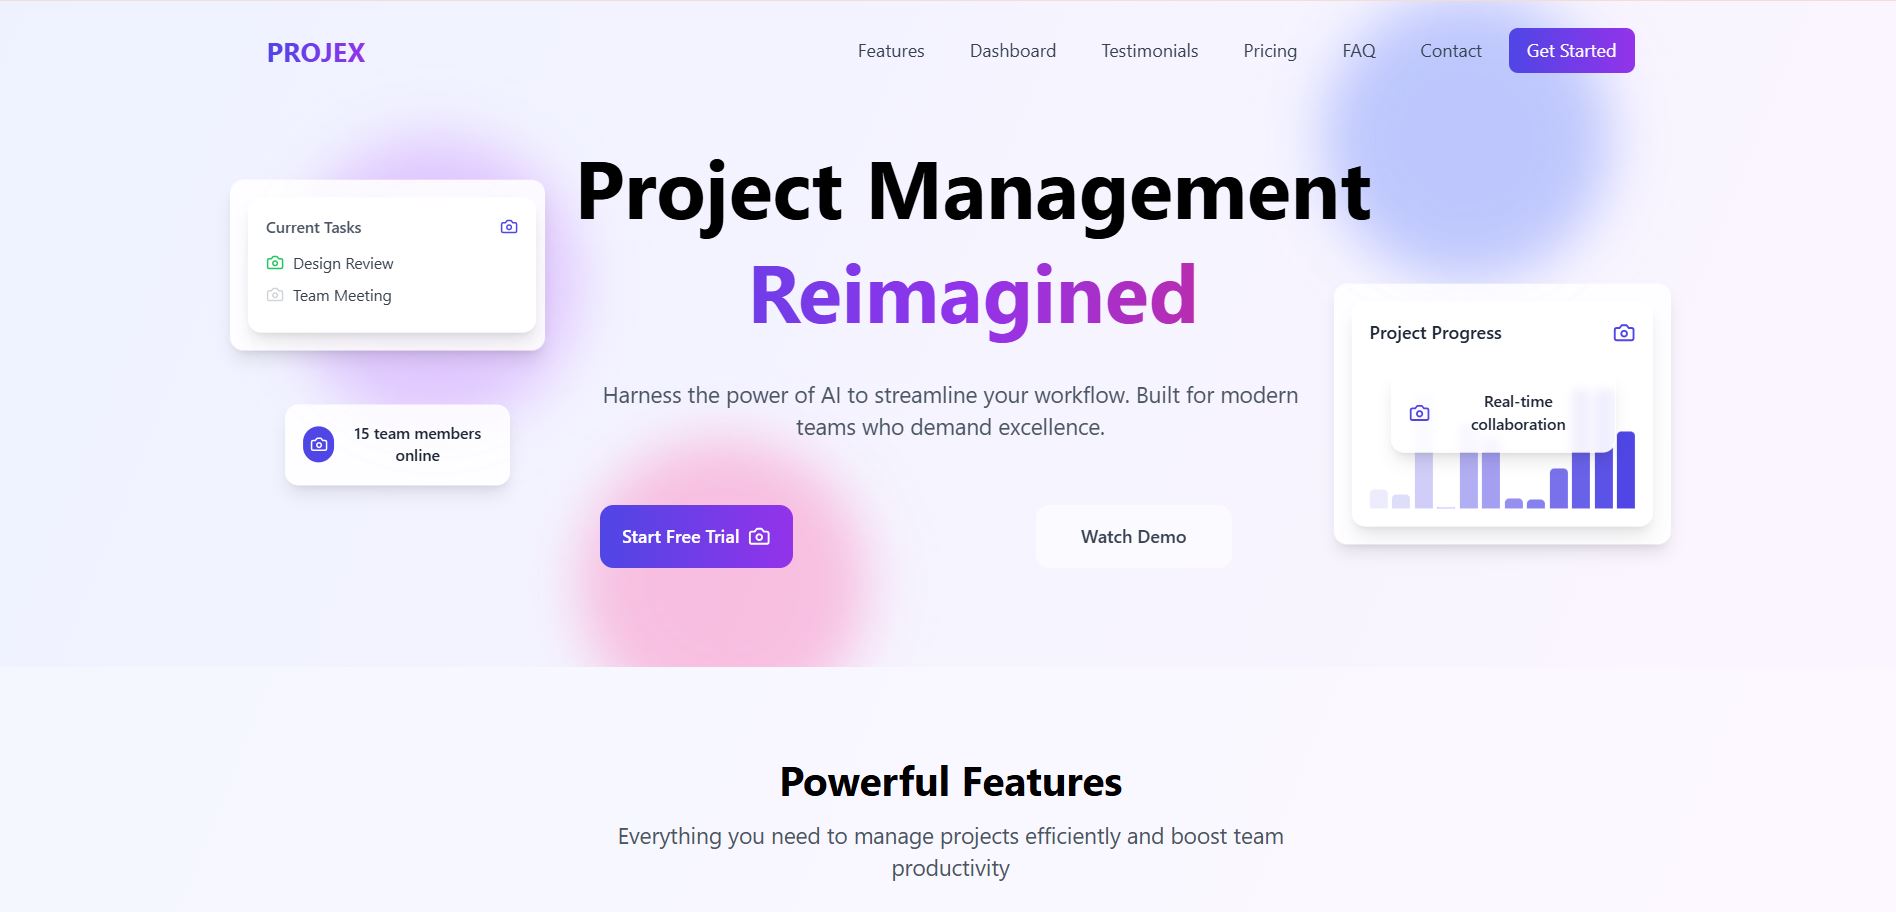 PROJEX
Features
Dashboard
Testimonials
Pricing
FAQ
Contact
Get Started
Project Management
Reimagined
Current Tasks
Design Review
Team Meeting
15 team members
online
Harness the power of AI to streamline your workflow. Built for modern
teams who demand excellence.
Start Free Trial
Watch Demo
Project Progress
Real-time
collaboration
Powerful Features
Everything you need to manage projects efficiently and boost team
productivity